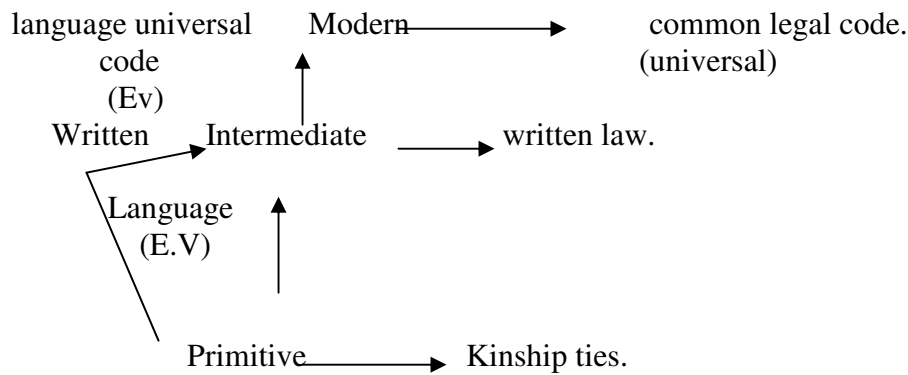 language universal Modern common legal code.
code (universal)
(Ev)
Written Intermediate written law.
Language
(E.V)
Primitive Kinship ties.